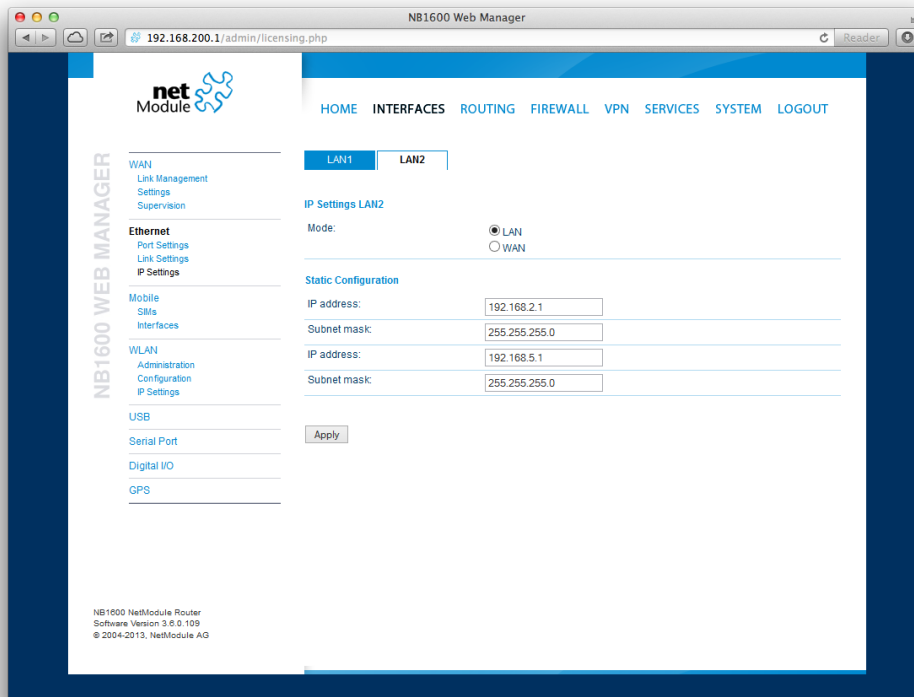 NB1600 Web Manager
192.168.200.1/admin/licensing.php
Reader
net
Module
HOME INTERFACES ROUTING FIREWALL VPN SERVICES SYSTEM LOGOUT
NB1600 WEB MANAGER
WAN
Link Management
Settings
Supervision
Ethernet
Port Settings
Link Settings
IP Settings
Mobile
SIMs
Interfaces
WLAN
Administration
Configuration
IP Settings
USB
Serial Port
Digital I/O
GPS
LAN1 LAN2
IP Settings LAN2
Mode:
LAN
WAN
Static Configuration
IP address: 192.168.2.1
Subnet mask: 255.255.255.0
IP address: 192.168.5.1
Subnet mask: 255.255.255.0
Apply
NB1600 NetModule Router
Software Version 3.6.0.109
© 2004-2013, NetModule AG